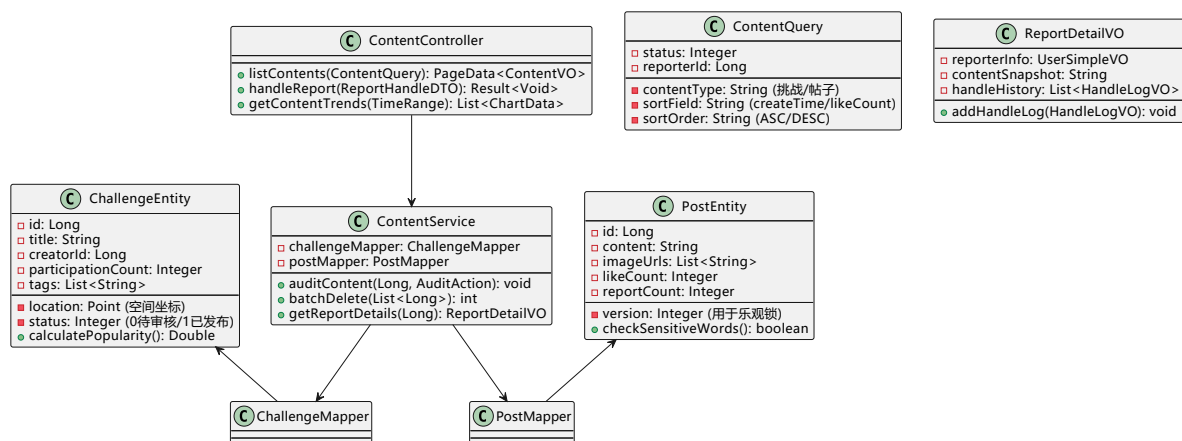 C ContentController
listContents(ContentQuery): PageData<ContentVO>
handleReport(ReportHandleDTO): Result<Void>
getContentTrends(TimeRange): List<ChartData>
C ContentQuery
status: Integer
reporterId: Long
contentType: String (挑战/帖子)
sortField: String (createTime/likeCount)
sortOrder: String (ASC/DESC)
C ReportDetailVO
reporterInfo: UserSimpleVO
contentSnapshot: String
handleHistory: List<HandleLogVO>
addHandleLog(HandleLogVO): void
C ChallengeEntity
id: Long
title: String
creatorId: Long
participationCount: Integer
tags: List<String>
location: Point (空间坐标)
status: Integer (0待审核/1已发布)
calculatePopularity(): Double
C ContentService
challengeMapper: ChallengeMapper
postMapper: PostMapper
auditContent(Long, AuditAction): void
batchDelete(List<Long>): int
getReportDetails(Long): ReportDetailVO
C PostEntity
id: Long
content: String
imageUrls: List<String>
likeCount: Integer
reportCount: Integer
version: Integer (用于乐观锁)
checkSensitiveWords(): boolean
C ChallengeMapper
C PostMapper